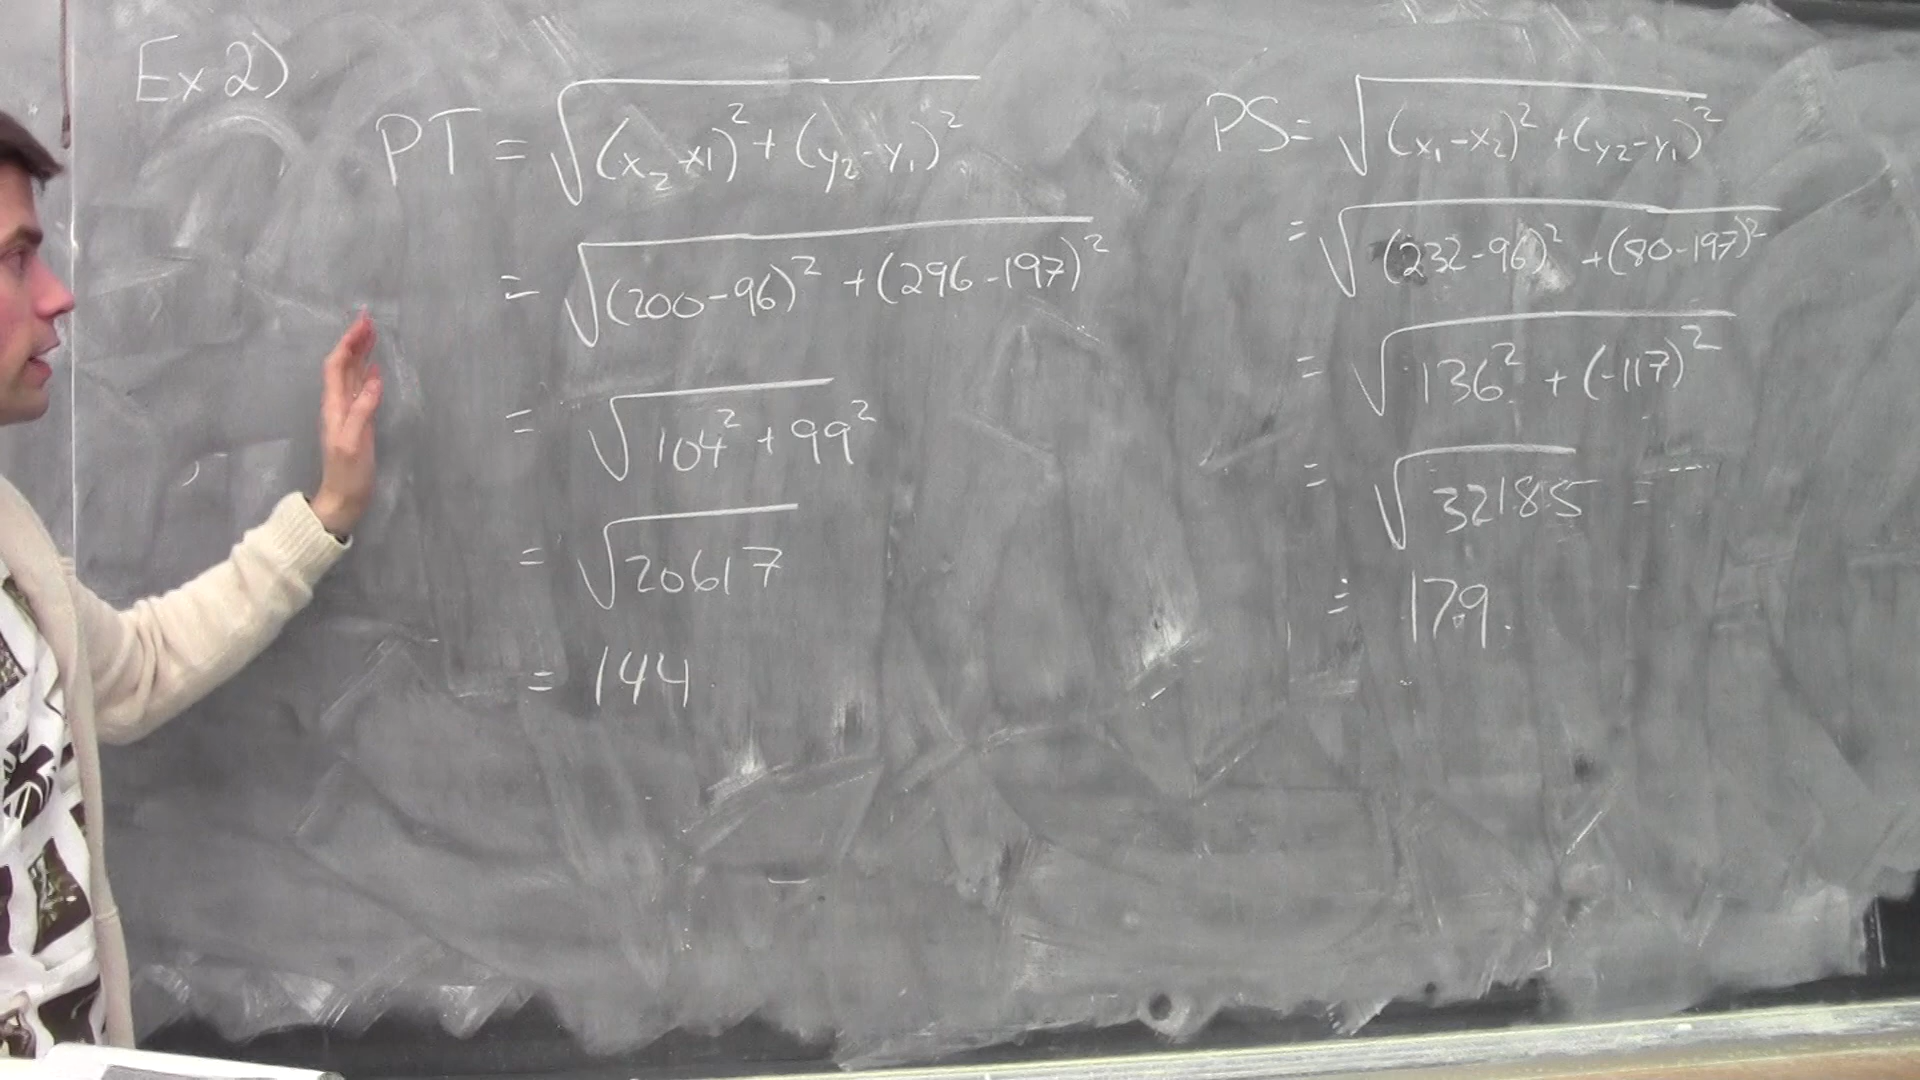 Ex 2)
PT = √(x₂-x1)² + (y₂-y₁)²
= √(200-96)² + (296-197)²
= √104² + 99²
= √20617
= 144
PS = √(x₁-x₂)² + (y₂-y₁)²
= √(232-96)² + (80-197)²
= √136² + (-117)²
= √32185 =
= 179